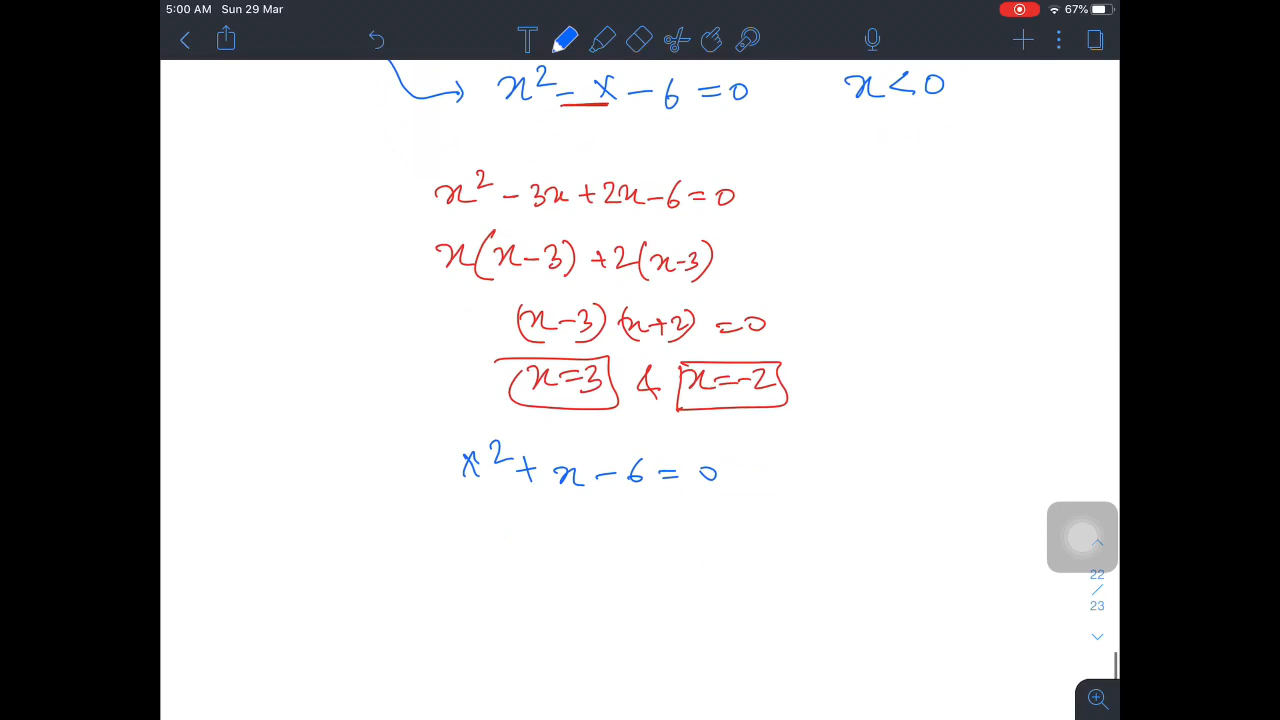 5:00 AM Sun 29 Mar 67%
x² - x - 6 = 0 x < 0
x² - 3x + 2x - 6 = 0
x(x-3) + 2(x-3)
(x-3)(x+2) = 0
x=3 & x=-2
x² + x - 6 = 0
22
/
23